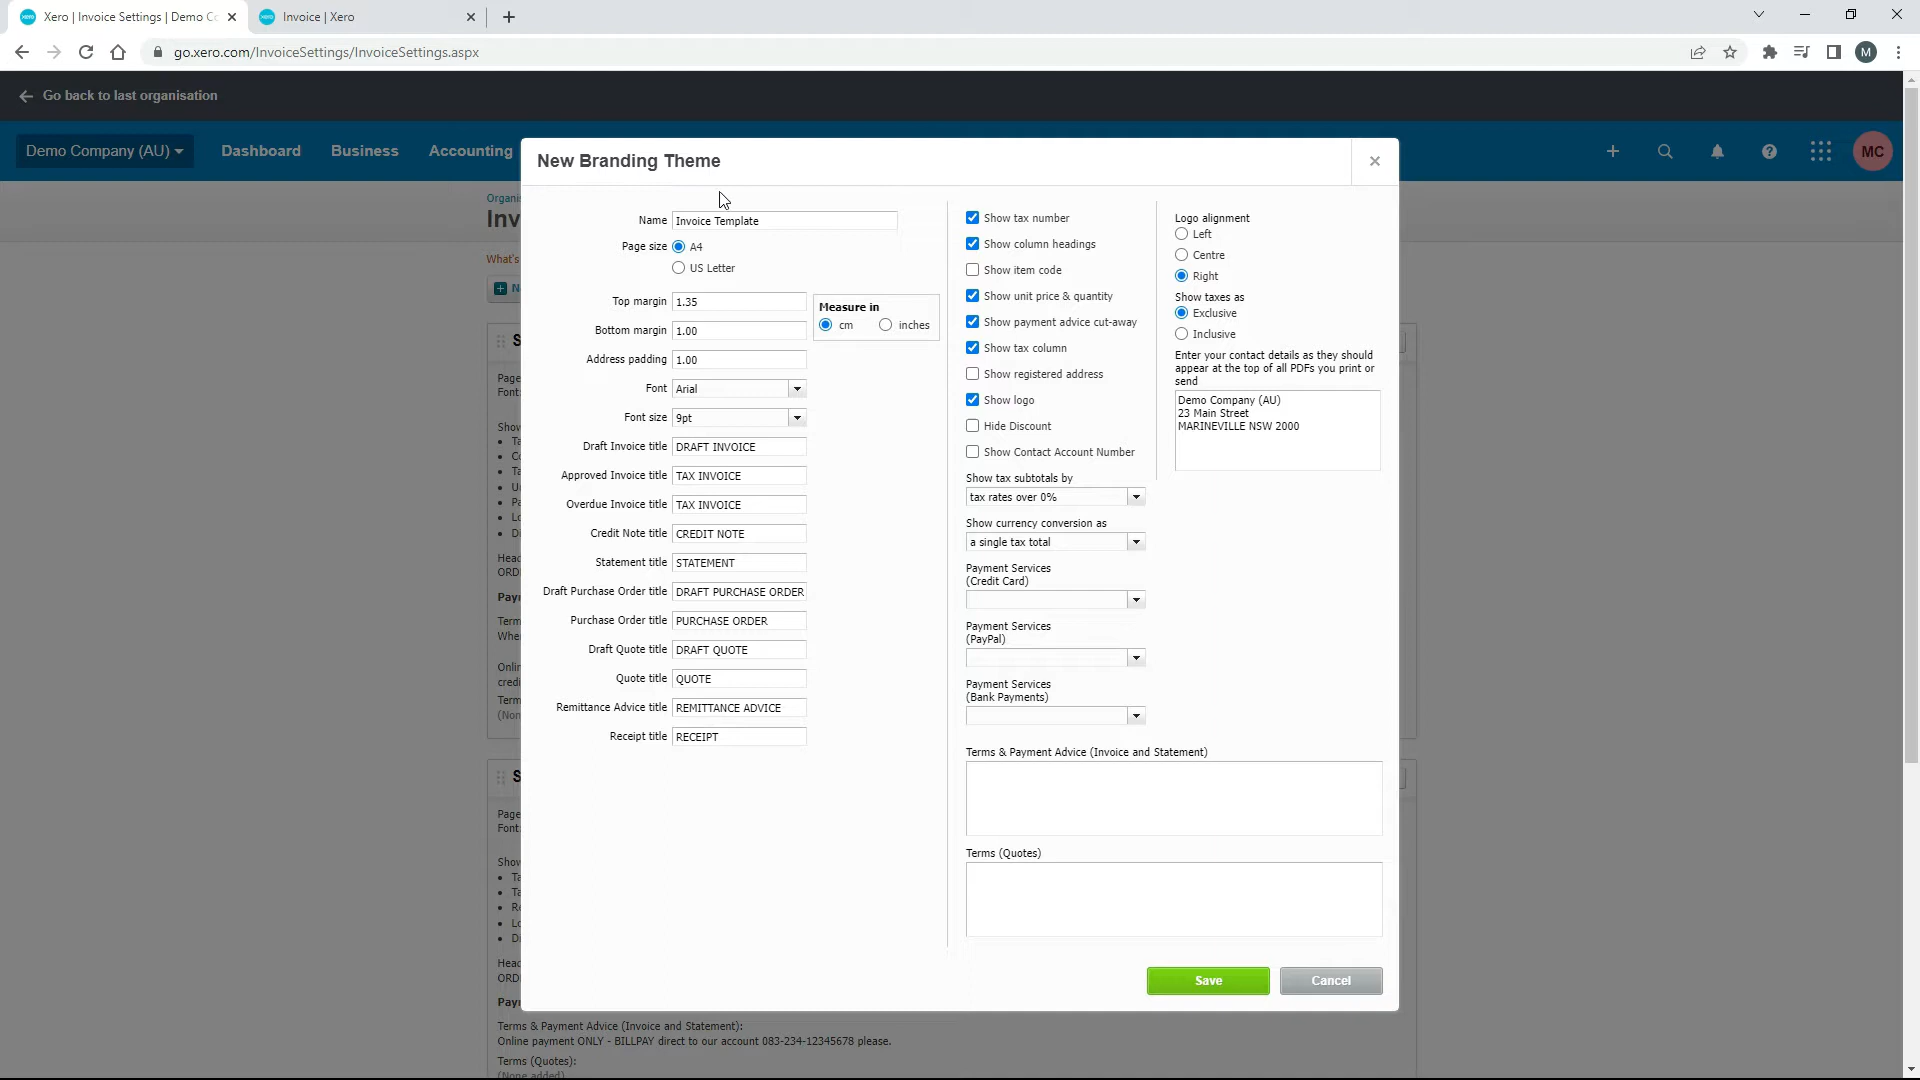 Xero | Invoice Settings | Demo Co
Invoice | Xero
go.xero.com/InvoiceSettings/InvoiceSettings.aspx
M
Go back to last organisation
Demo Company (AU)
Dashboard
Business
Accounting
MC
Organi
Inv
What's
New Branding Theme
Name
Invoice Template
Page size
A4
US Letter
Top margin
1.35
Measure in
cm
inches
Bottom margin
1.00
Address padding
1.00
Font
Arial
Font size
9pt
Draft Invoice title
DRAFT INVOICE
Approved Invoice title
TAX INVOICE
Overdue Invoice title
TAX INVOICE
Credit Note title
CREDIT NOTE
Statement title
STATEMENT
Draft Purchase Order title
DRAFT PURCHASE ORDER
Purchase Order title
PURCHASE ORDER
Draft Quote title
DRAFT QUOTE
Quote title
QUOTE
Remittance Advice title
REMITTANCE ADVICE
Receipt title
RECEIPT
Show tax number
Show column headings
Show item code
Show unit price & quantity
Show payment advice cut-away
Show tax column
Show registered address
Show logo
Hide Discount
Show Contact Account Number
Show tax subtotals by
tax rates over 0%
Show currency conversion as
a single tax total
Payment Services
(Credit Card)
Payment Services
(PayPal)
Payment Services
(Bank Payments)
Logo alignment
Left
Centre
Right
Show taxes as
Exclusive
Inclusive
Enter your contact details as they should
appear at the top of all PDFs you print or
send
Demo Company (AU)
23 Main Street
MARINEVILLE NSW 2000
Terms & Payment Advice (Invoice and Statement)
Terms (Quotes)
Save
Cancel
Terms & Payment Advice (Invoice and Statement):
Online payment ONLY - BILLPAY direct to our account 083-234-12345678 please.
Terms (Quotes):
(None added)